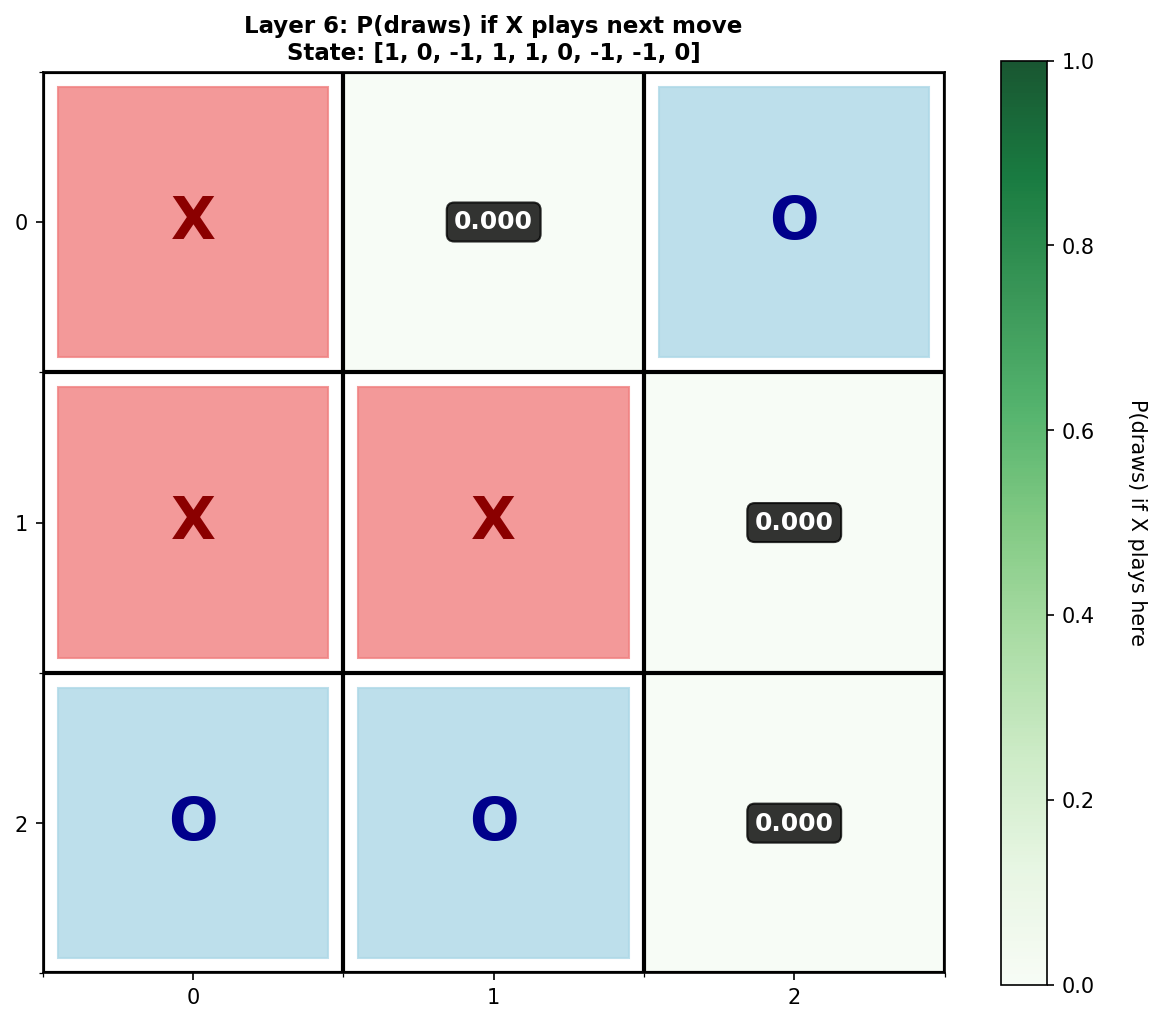 Layer 6: P(draws) if X plays next move
State: [1, 0, -1, 1, 1, 0, -1, -1, 0]
X
0.000
O
0
X
X
0.000
1
O
O
0.000
2
0
1
2
1.0
0.8
0.6
0.4
0.2
0.0
P(draws) if X plays here